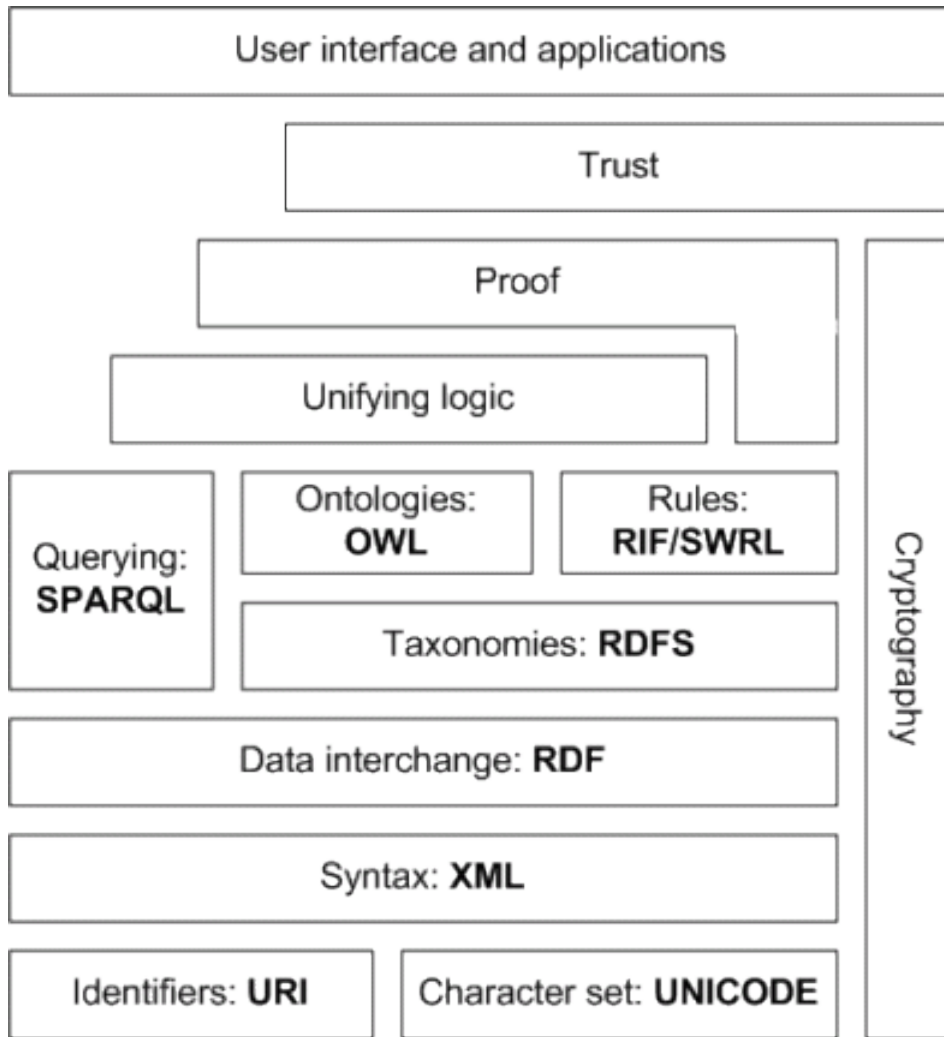 User interface and applications
Trust
Proof
Unifying logic
Ontologies:
OWL
Rules:
RIF/SWRL
Querying:
SPARQL
Taxonomies: RDFS
Cryptography
Data interchange: RDF
Syntax: XML
Identifiers: URI
Character set: UNICODE